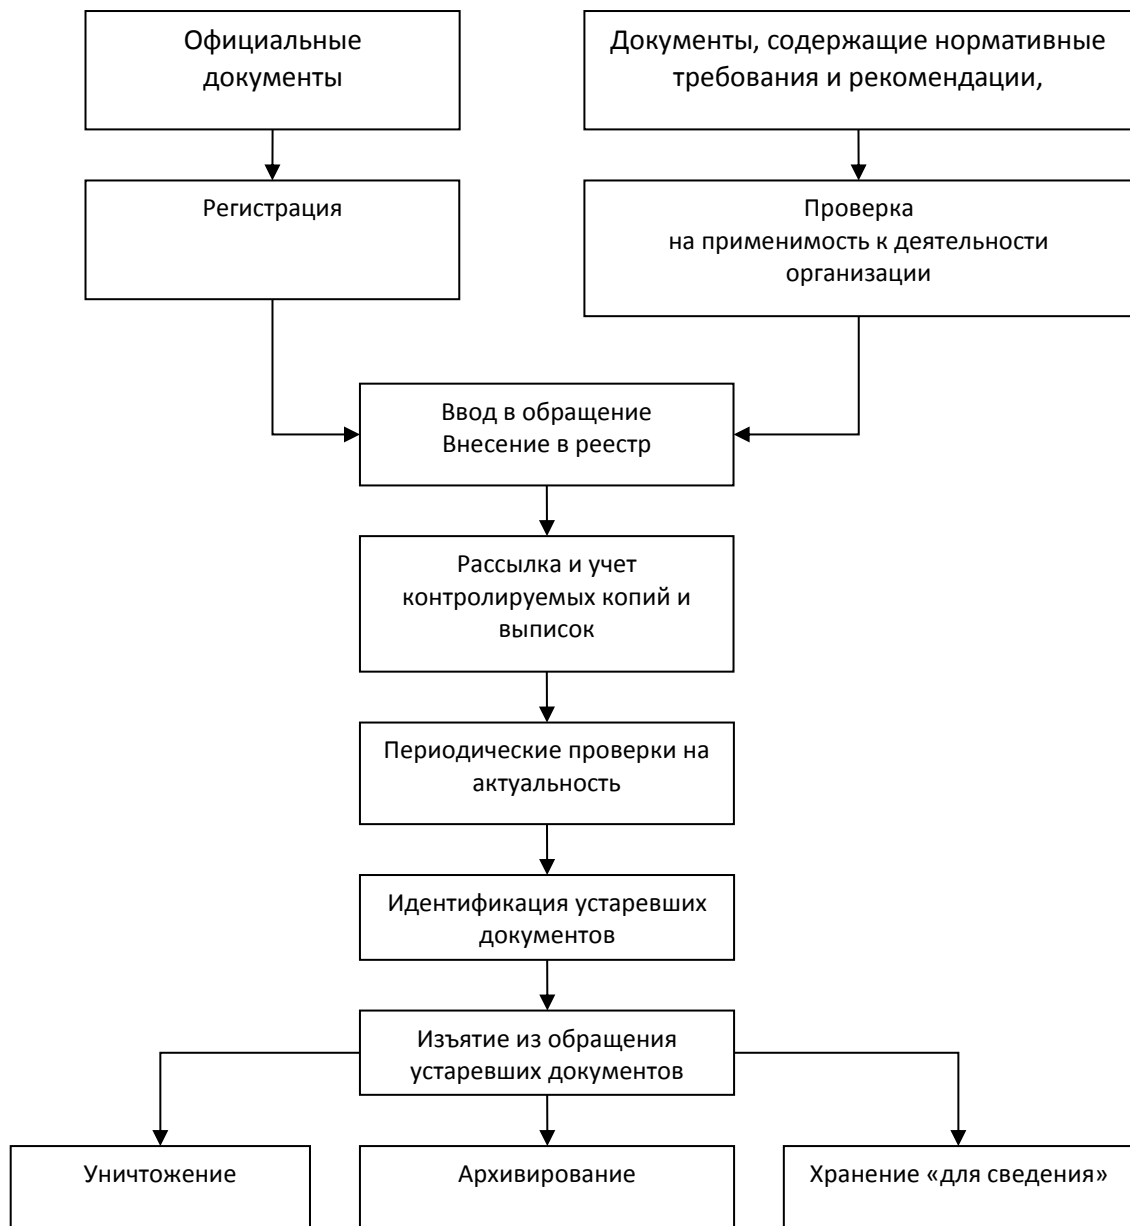 Официальные
документы
Документы, содержащие нормативные
требования и рекомендации,
Регистрация
Проверка
на применимость к деятельности
организации
Ввод в обращение
Внесение в реестр
Рассылка и учет
контролируемых копий и
выписок
Периодические проверки на
актуальность
Идентификация устаревших
документов
Изъятие из обращения
устаревших документов
Уничтожение
Архивирование
Хранение «для сведения»